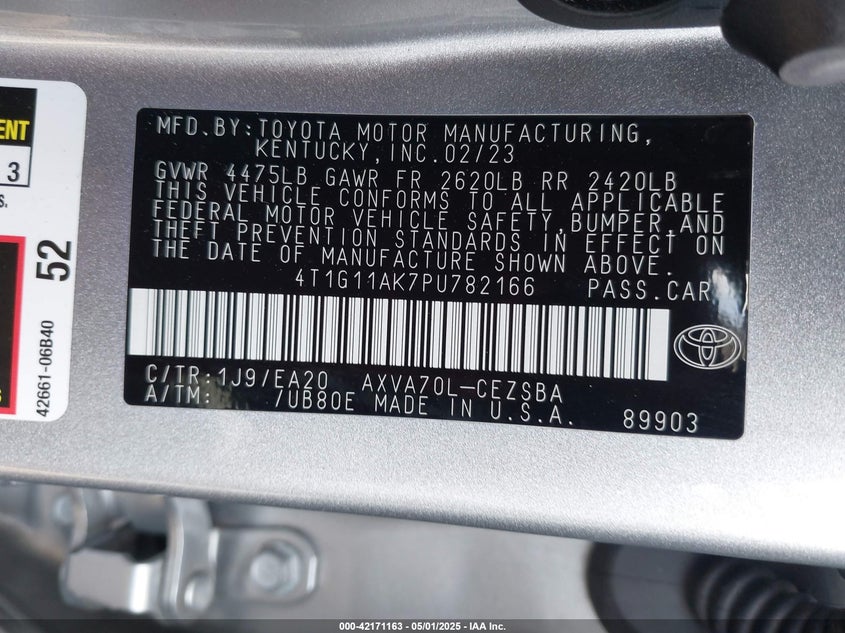 ENT
3
S.
52
42661-06B40
MFD.BY:TOYOTA MOTOR MANUFACTURING,
KENTUCKY,INC.02/23
GVWR 4475LB GAWR FR 2620LB RR 2420LB
THIS VEHICLE CONFORMS TO ALL APPLICABLE
FEDERAL MOTOR VEHICLE SAFETY,BUMPER,AND
THEFT PREVENTION STANDARDS IN EFFECT ON
THE DATE OF MANUFACTURE SHOWN ABOVE.
4T1G11AK7PU782166 PASS.CAR
C/TR:1J9/EA20 AXVA70L-CEZSBA
A/TM: 7UB80E MADE IN U.S.A. 89903
000-42171163 - 05/01/2025 - IAA Inc.